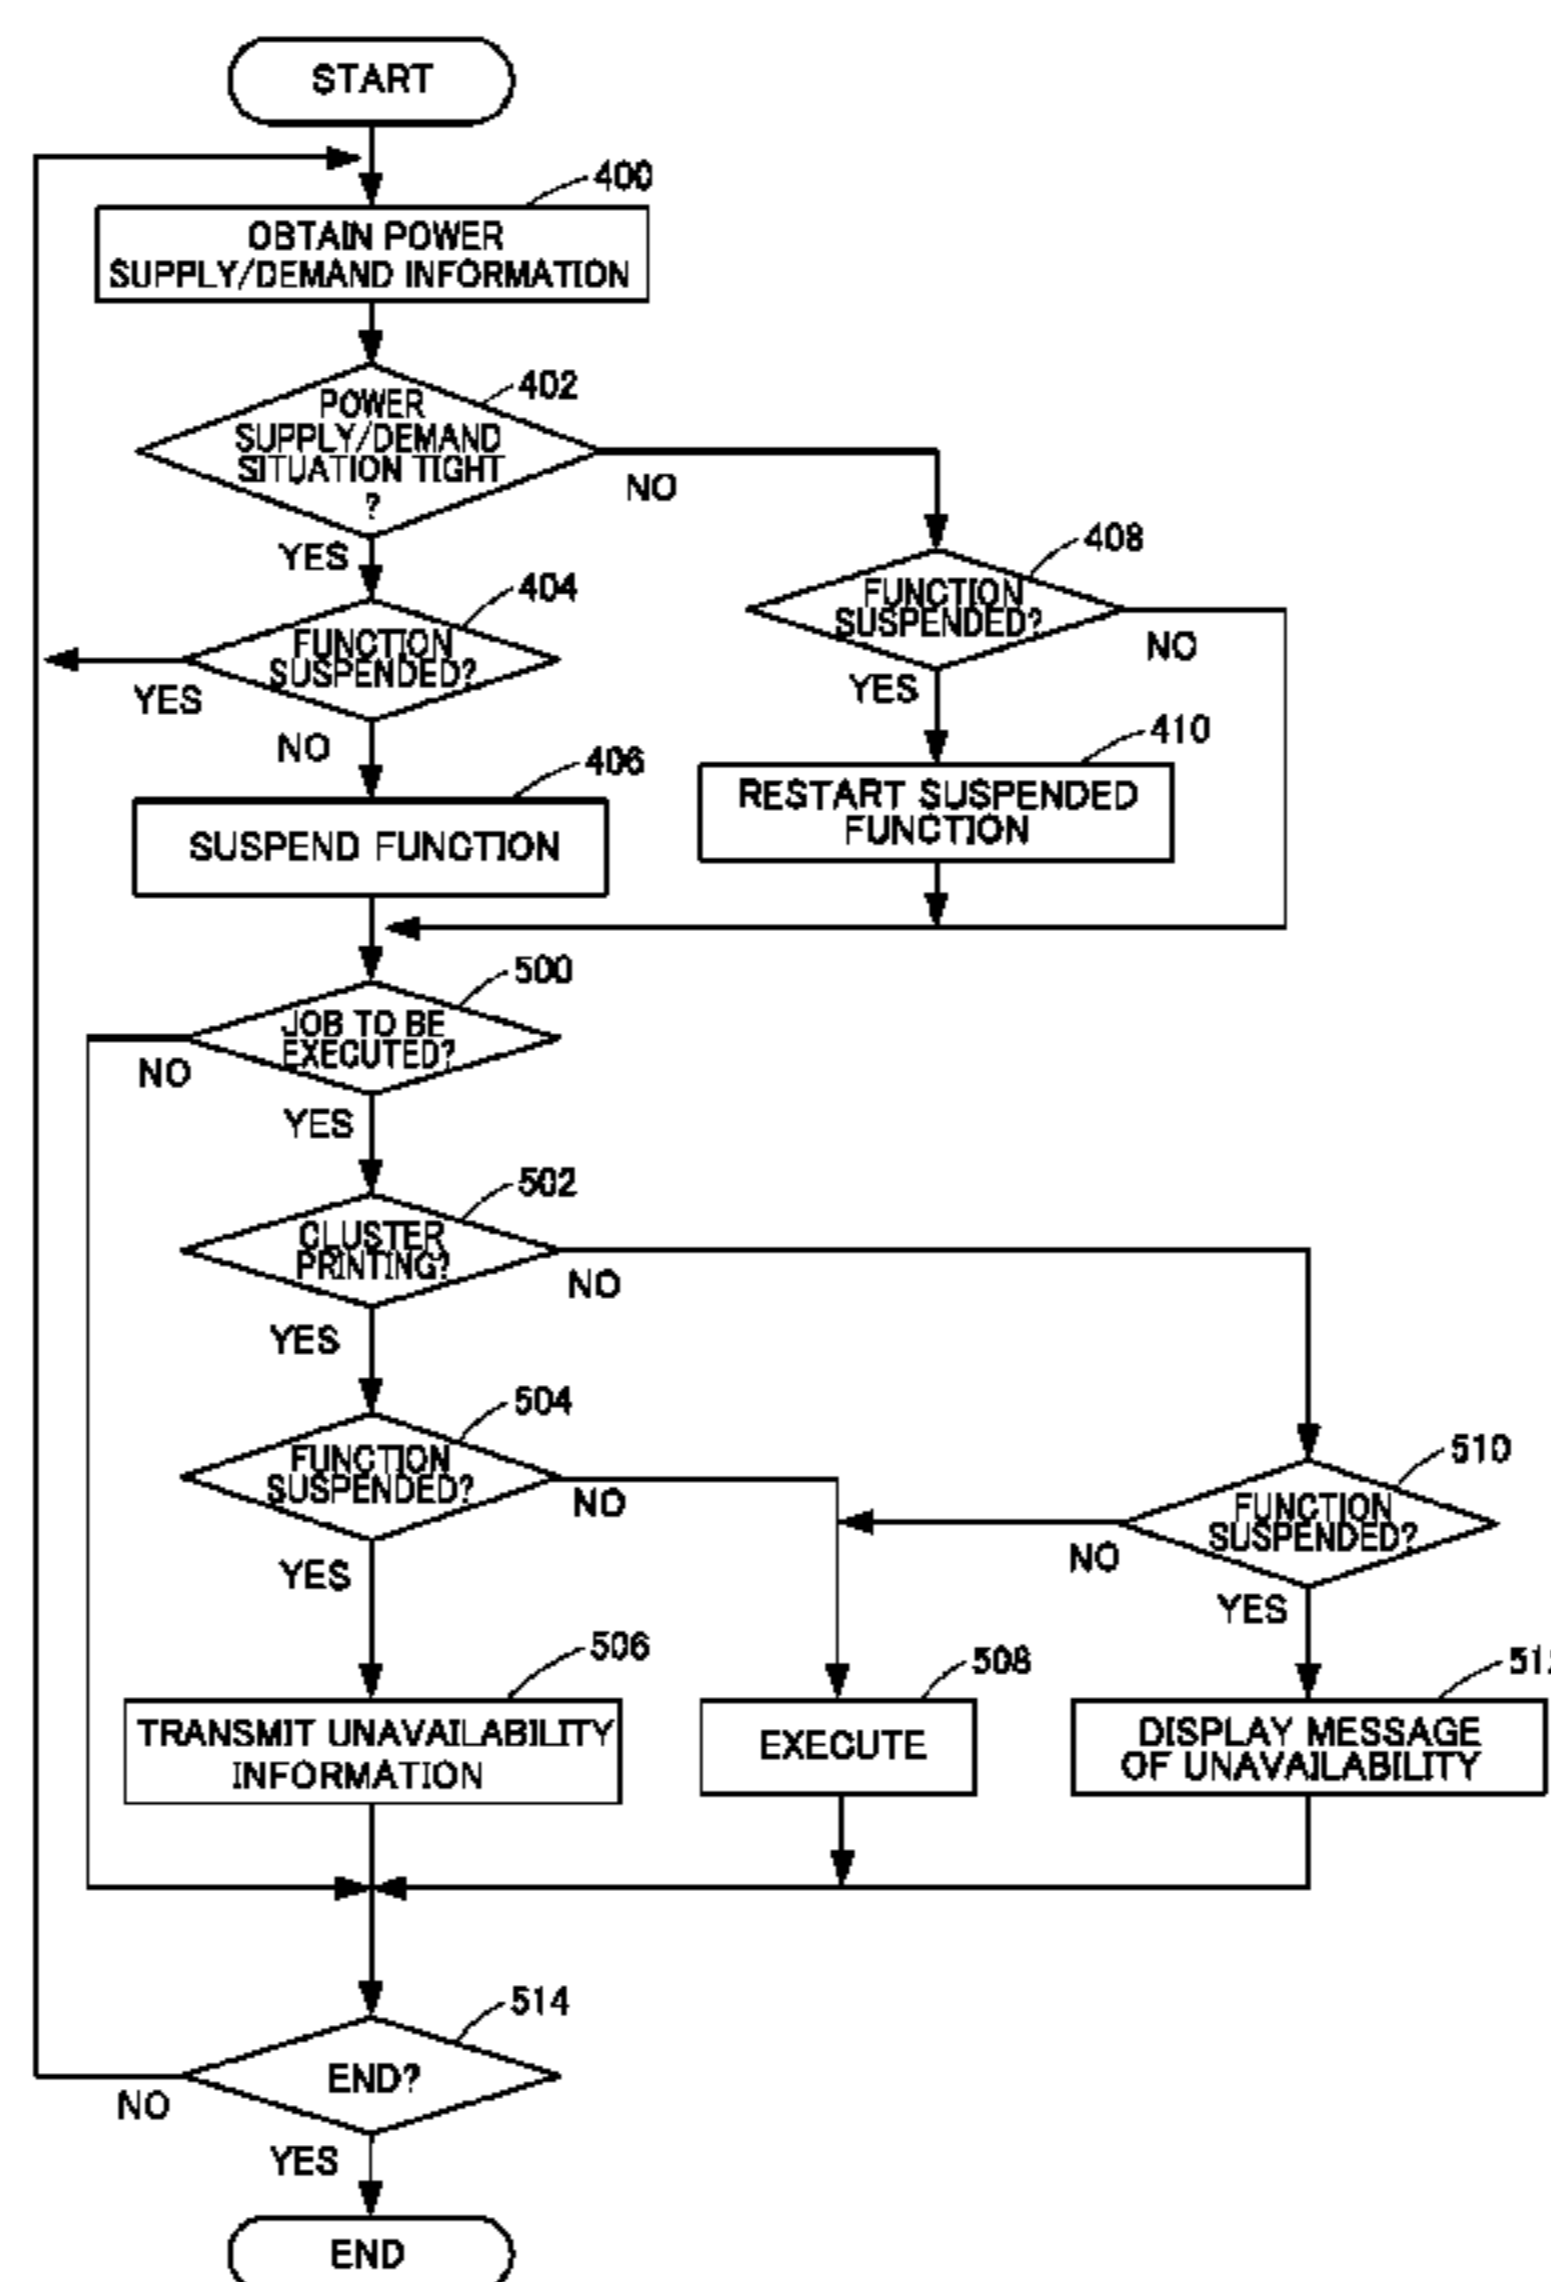 START
400
OBTAIN POWER
SUPPLY/DEMAND INFORMATION
402
POWER
SUPPLY/DEMAND
SITUATION TIGHT
?
NO
YES
408
FUNCTION
SUSPENDED?
NO
YES
404
FUNCTION
SUSPENDED?
YES
NO
410
RESTART SUSPENDED
FUNCTION
406
SUSPEND FUNCTION
500
JOB TO BE
EXECUTED?
NO
YES
502
CLUSTER
PRINTING?
NO
YES
504
FUNCTION
SUSPENDED?
NO
YES
510
FUNCTION
SUSPENDED?
NO
YES
506
TRANSMIT UNAVAILABILITY
INFORMATION
508
EXECUTE
DISPLAY MESSAGE
OF UNAVAILABILITY
514
END?
NO
YES
END